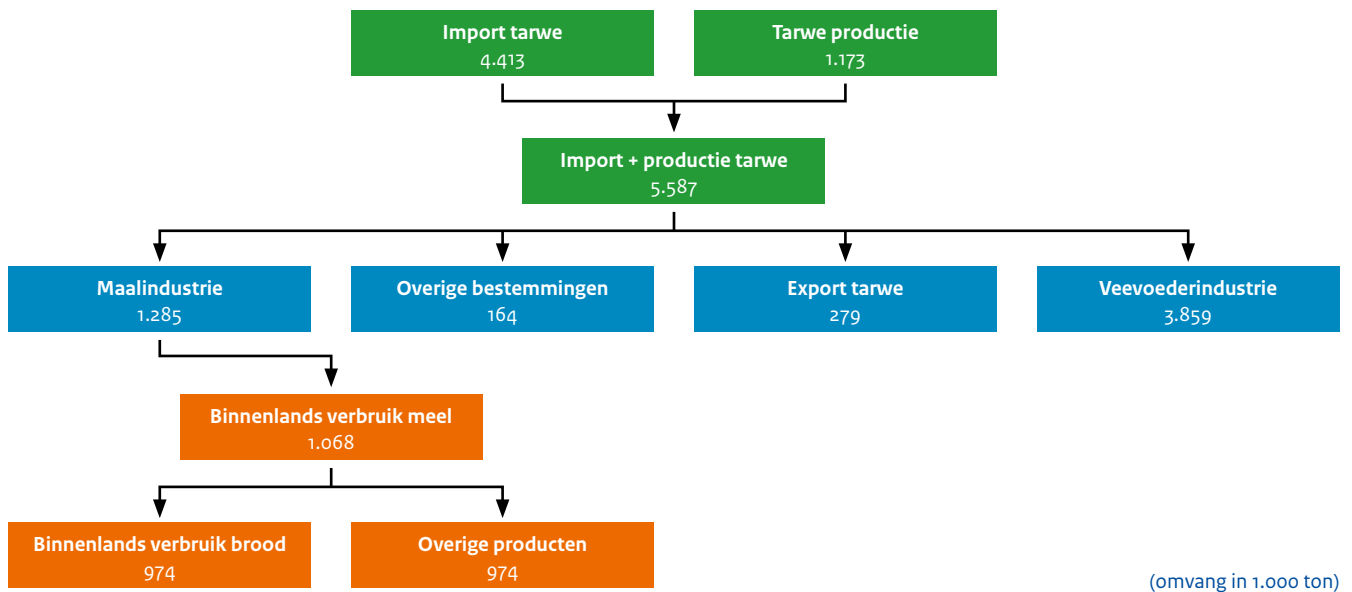 Import tarwe
4.413
Tarwe productie
1.173
Import + productie tarwe
5.587
Maalindustrie
1.285
Overige bestemmingen
164
Export tarwe
279
Veevoederindustrie
3.859
Binnenlands verbruik meel
1.068
Binnenlands verbruik brood
974
Overige producten
974
(omvang in 1.000 ton)